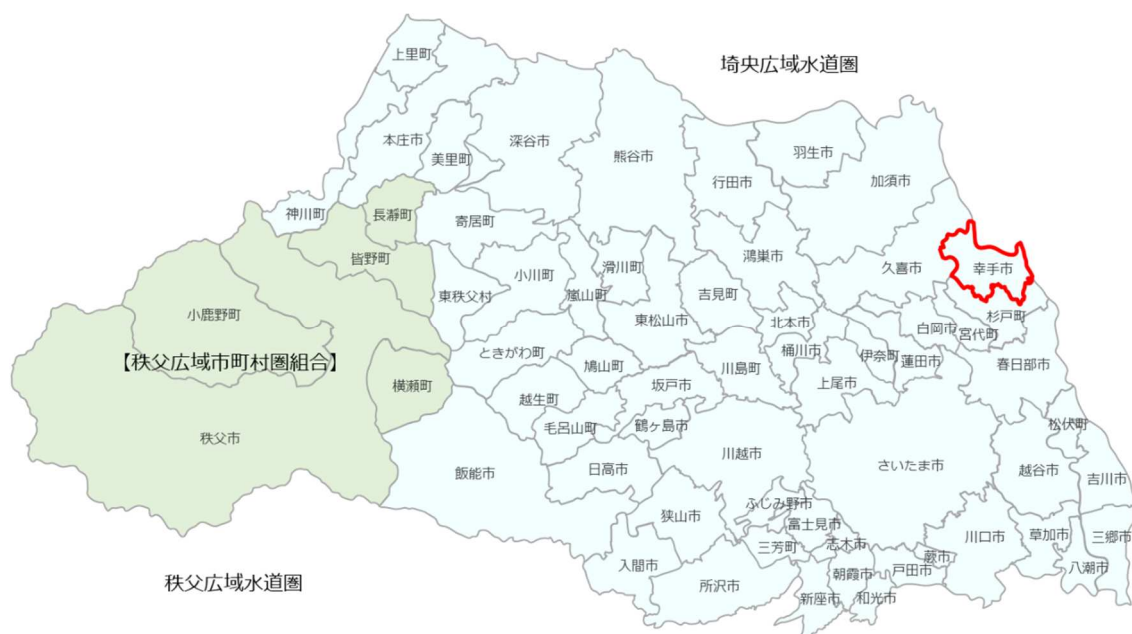 埼央広域水道圏
上里町
本庄市
美里町
深谷市
熊谷市
羽生市
行田市
加須市
神川町
長瀞町
寄居町
皆野町
鴻巣市
久喜市
幸手市
小川町
滑川町
東秩父村
嵐山町
吉見町
小鹿野町
東松山市
北本市
白岡市
杉戸町
宮代町
【秩父広域市町村圏組合】
ときがわ町
鳩山町
桶川市
伊奈町
蓮田市
春日部市
横瀬町
坂戸市
川島町
上尾市
越生町
毛呂山町
鶴ヶ島市
松伏町
秩父市
飯能市
日高市
川越市
さいたま市
越谷市
吉川市
ふじみ野市
狭山市
富士見市
三芳町
志木市
川口市
草加市
三郷市
蕨市
戸田市
入間市
所沢市
朝霞市
八潮市
新座市
和光市
秩父広域水道圏